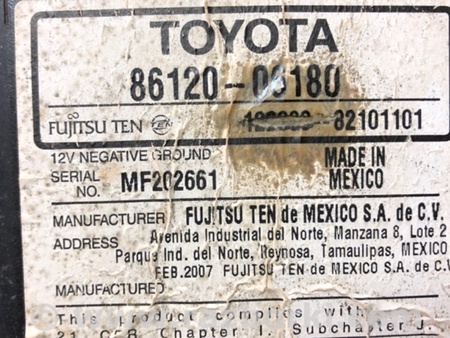 TOYOTA
86120-06180
FUJITSU TEN
-82101101
12V NEGATIVE GROUND
MADE IN
MEXICO
SERIAL
NO. MF202661
MANUFACTURER FUJITSU TEN de MEXICO S.A. de C.V.
ADDRESS Avenida Industrial del Norte, Manzana 8, Lote 2
Parque Ind. del Norte, Reynosa, Tamaulipas, MEXICO
FEB.2007 FUJITSU TEN de MEXICO S.A. de C.V
MANUFACTURED
This product complies with
21 CFR Chapter I, Subchapter J.